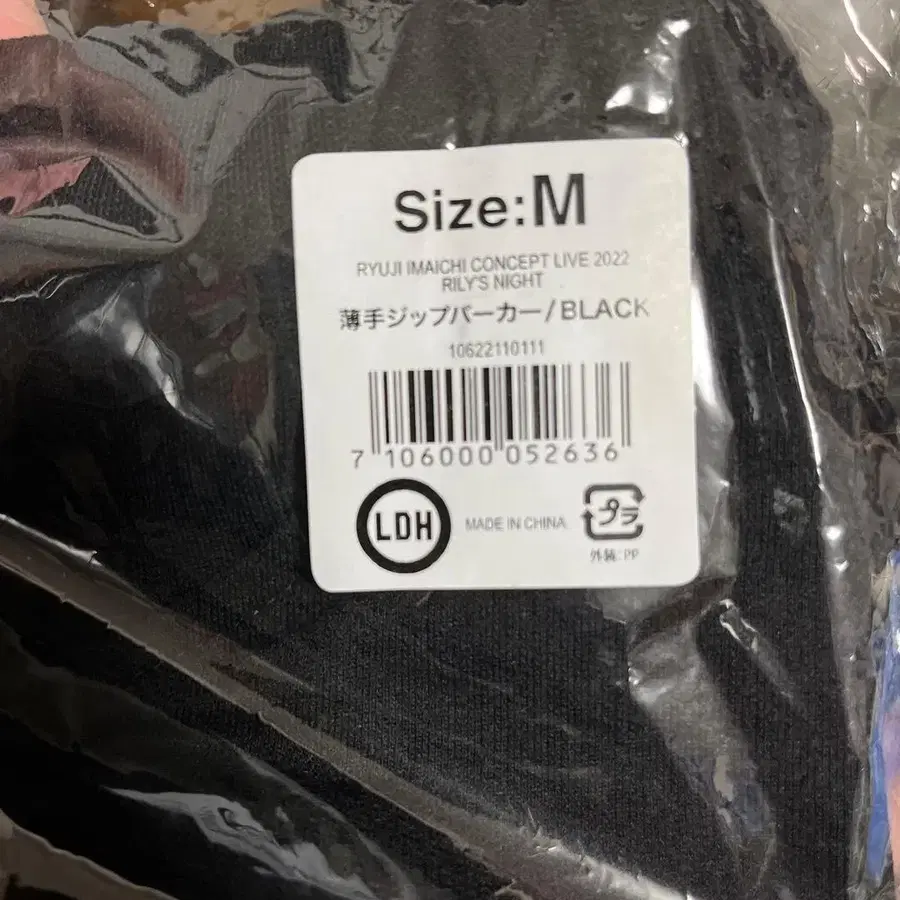 Size:M
RYUJI IMAICHI CONCEPT LIVE 2022
RILY'S NIGHT
薄手ジップパーカー/BLACK
10622110111
7 106000 052636
LDH
MADE IN CHINA
プラ
外装:PP